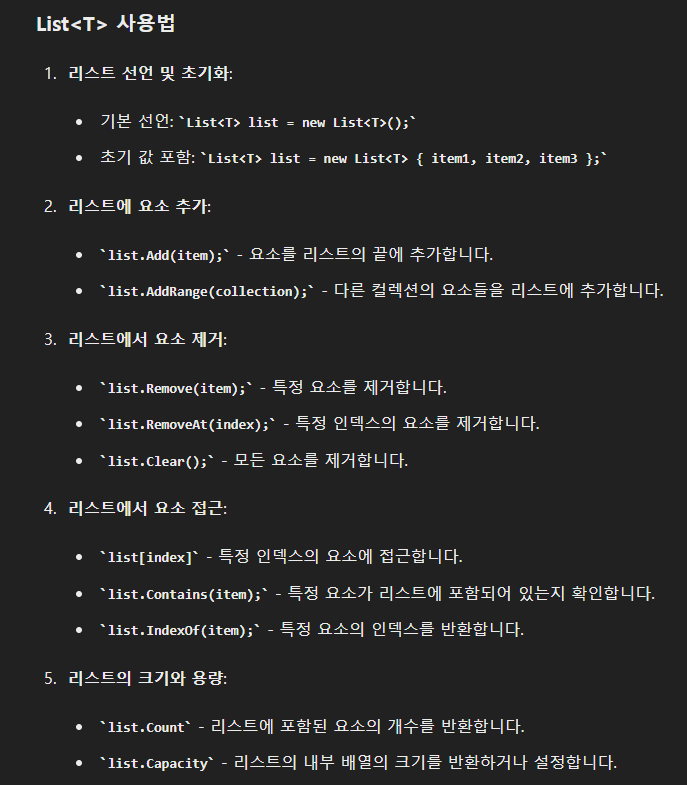 List<T> 사용법
1. 리스트 선언 및 초기화:
• 기본 선언: `List<T> list = new List<T>();`
• 초기 값 포함: `List<T> list = new List<T> { item1, item2, item3 };`
2. 리스트에 요소 추가:
• `list.Add(item);` - 요소를 리스트의 끝에 추가합니다.
• `list.AddRange(collection);` - 다른 컬렉션의 요소들을 리스트에 추가합니다.
3. 리스트에서 요소 제거:
• `list.Remove(item);` - 특정 요소를 제거합니다.
• `list.RemoveAt(index);` - 특정 인덱스의 요소를 제거합니다.
• `list.Clear();` - 모든 요소를 제거합니다.
4. 리스트에서 요소 접근:
• `list[index]` - 특정 인덱스의 요소에 접근합니다.
• `list.Contains(item);` - 특정 요소가 리스트에 포함되어 있는지 확인합니다.
• `list.IndexOf(item);` - 특정 요소의 인덱스를 반환합니다.
5. 리스트의 크기와 용량:
• `list.Count` - 리스트에 포함된 요소의 개수를 반환합니다.
• `list.Capacity` - 리스트의 내부 배열의 크기를 반환하거나 설정합니다.